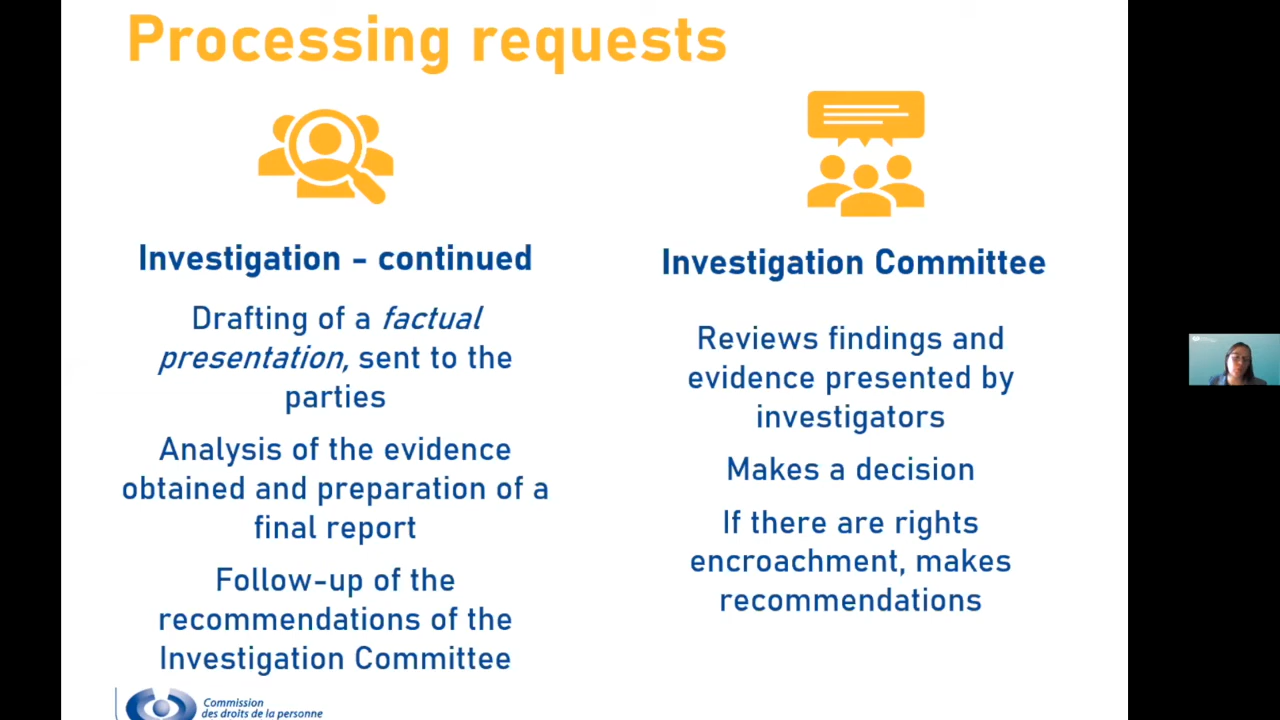 Processing requests
Investigation - continued
Drafting of a factual
presentation, sent to the
parties
Analysis of the evidence
obtained and preparation of a
final report
Follow-up of the
recommendations of the
Investigation Committee
Investigation Committee
Reviews findings and
evidence presented by
investigators
Makes a decision
If there are rights
encroachment, makes
recommendations
Commission
des droits de la personne